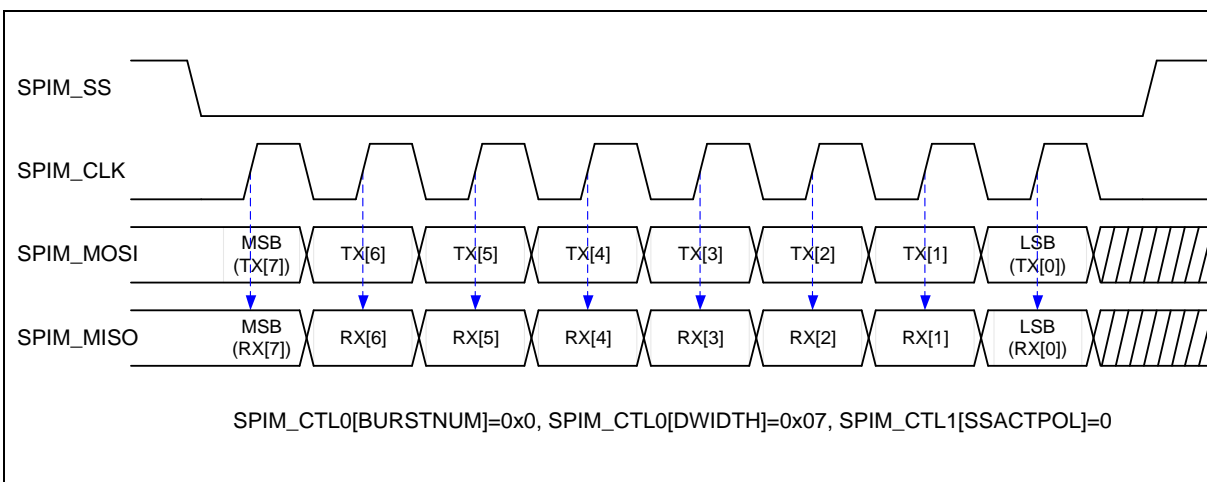 SPIM_SS
SPIM_CLK
SPIM_MOSI
MSB
(TX[7])
TX[6]
TX[5]
TX[4]
TX[3]
TX[2]
TX[1]
LSB
(TX[0])
SPIM_MISO
MSB
(RX[7])
RX[6]
RX[5]
RX[4]
RX[3]
RX[2]
RX[1]
LSB
(RX[0])
SPIM_CTL0[BURSTNUM]=0x0, SPIM_CTL0[DWIDTH]=0x07, SPIM_CTL1[SSACTPOL]=0